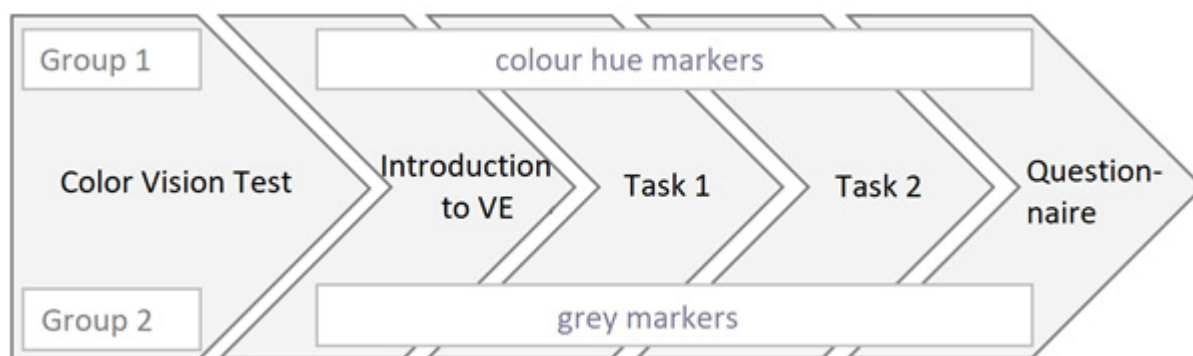 Group 1
colour hue markers
Color Vision Test
Introduction
to VE
Task 1
Task 2
Question-
naire
Group 2
grey markers